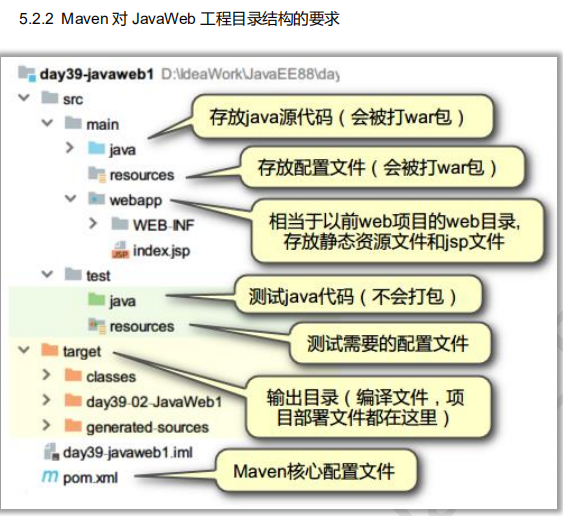 5.2.2 Maven 对 JavaWeb 工程目录结构的要求
day39-javaweb1 D:\IdeaWork\JavaEE88\day
src
存放java源代码（会被打war包）
main
java
存放配置文件（会被打war包）
resources
webapp
相当于以前web项目的web目录,
存放静态资源文件和jsp文件
WEB-INF
index.jsp
test
java
测试java代码（不会打包）
resources
测试需要的配置文件
target
classes
输出目录（编译文件，项
目部署文件都在这里）
day39-02-JavaWeb1
generated-sources
day39-javaweb1.iml
pom.xml
Maven核心配置文件